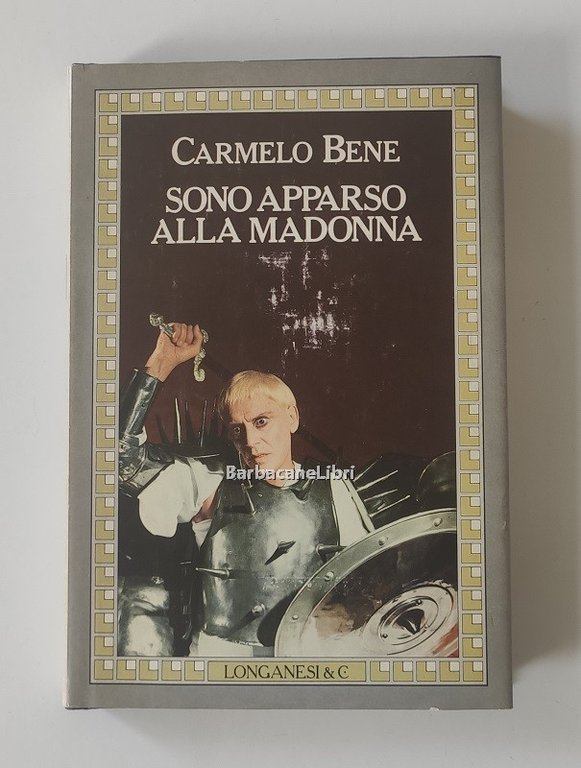 CARMELO BENE
SONO APPARSO
ALLA MADONNA
BarbacaneLibri
LONGANESI & C.